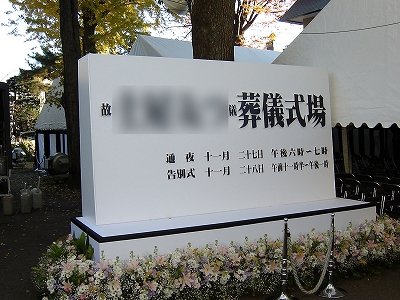 故 儀 葬儀式場
通夜 十一月 二十七日 午後六時〜七時
告別式 十一月 二十八日 午前十一時半〜午後一時